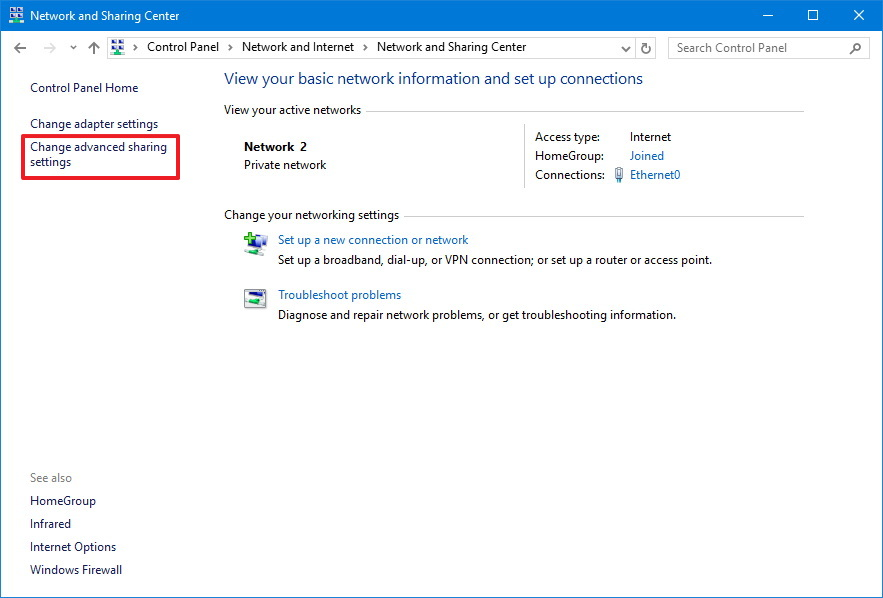 Network and Sharing Center
Control Panel > Network and Internet > Network and Sharing Center
Search Control Panel
Control Panel Home
Change adapter settings
Change advanced sharing
settings
View your basic network information and set up connections
View your active networks
Network 2
Private network
Access type: Internet
HomeGroup: Joined
Connections: Ethernet0
Change your networking settings
Set up a new connection or network
Set up a broadband, dial-up, or VPN connection; or set up a router or access point.
Troubleshoot problems
Diagnose and repair network problems, or get troubleshooting information.
See also
HomeGroup
Infrared
Internet Options
Windows Firewall